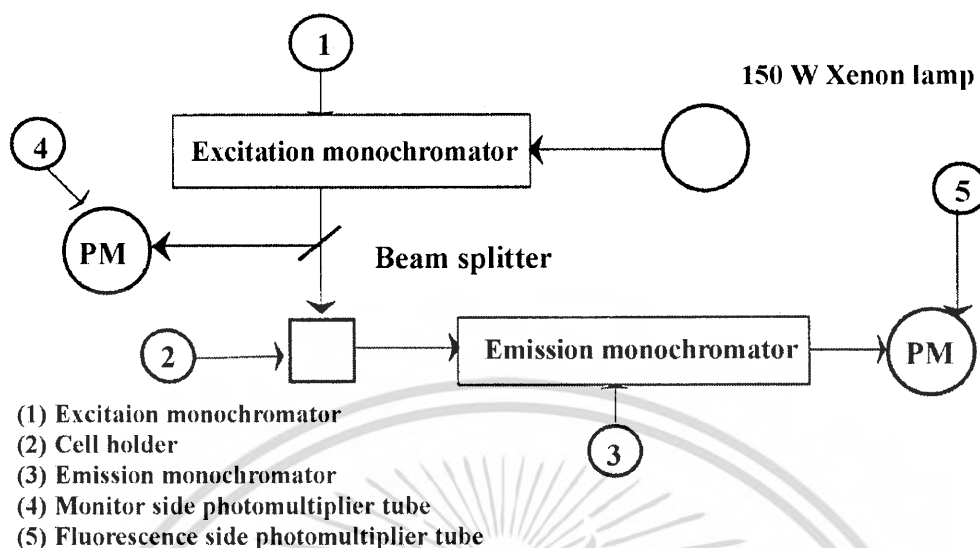 1
150 W Xenon lamp
4
Excitation monochromator
5
PM
Beam splitter
2
Emission monochromator
PM
3
(1) Excitaion monochromator
(2) Cell holder
(3) Emission monochromator
(4) Monitor side photomultiplier tube
(5) Fluorescence side photomultiplier tube